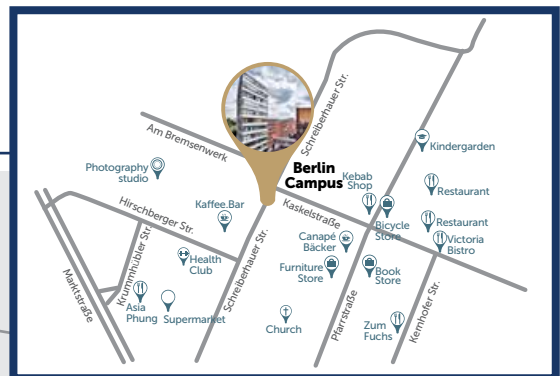 Schreiberhauer Str.
Am Bremsenwerk
Kindergarden
Photography
studio
Berlin
Campus
Kebab
Shop
Restaurant
Kaffee.Bar
Hirschberger Str.
Kaskelstraße
Bicycle
Store
Restaurant
Canapé
Bäcker
Victoria
Bistro
Krummhübler Str.
Health
Club
Schreiberhauer Str.
Furniture
Store
Book
Store
Marktstraße
Asia
Phung
Supermarket
Church
Pfarrstraße
Zum
Fuchs
Kernhofer Str.